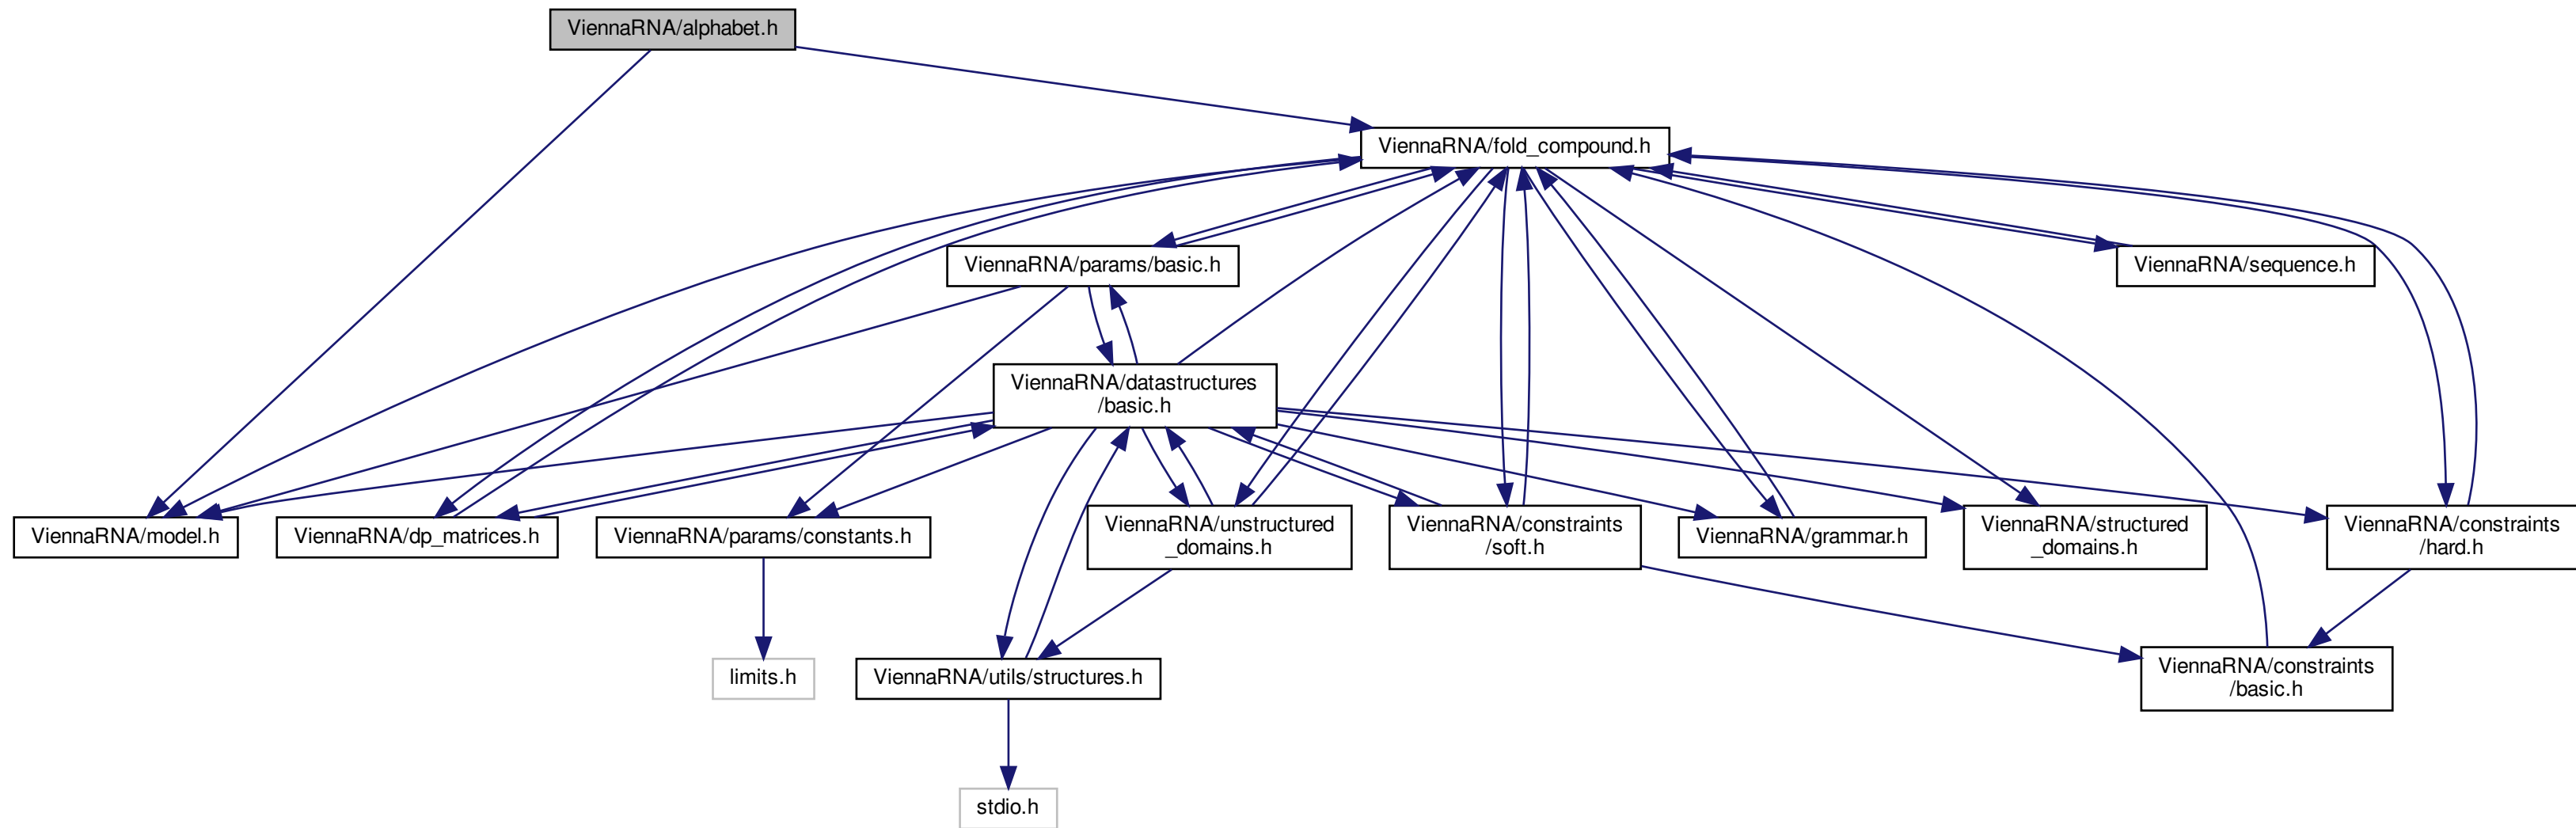 ViennaRNA/alphabet.h
ViennaRNA/fold_compound.h
ViennaRNA/params/basic.h
ViennaRNA/sequence.h
ViennaRNA/datastructures
/basic.h
ViennaRNA/model.h
ViennaRNA/dp_matrices.h
ViennaRNA/params/constants.h
ViennaRNA/unstructured
_domains.h
ViennaRNA/constraints
/soft.h
ViennaRNA/grammar.h
ViennaRNA/structured
_domains.h
ViennaRNA/constraints
/hard.h
limits.h
ViennaRNA/utils/structures.h
ViennaRNA/constraints
/basic.h
stdio.h